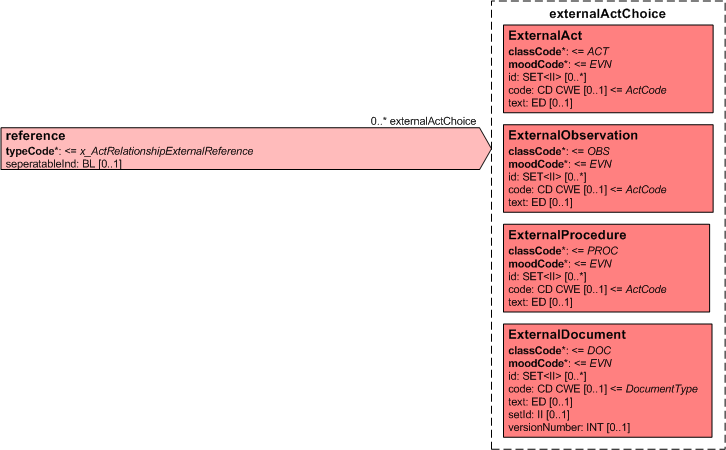 externalActChoice
ExternalAct
classCode*: <= ACT
moodCode*: <= EVN
id: SET<II> [0..*]
code: CD CWE [0..1] <= ActCode
text: ED [0..1]
0..* externalActChoice
reference
typeCode*: <= x_ActRelationshipExternalReference
seperatableInd: BL [0..1]
ExternalObservation
classCode*: <= OBS
moodCode*: <= EVN
id: SET<II> [0..*]
code: CD CWE [0..1] <= ActCode
text: ED [0..1]
ExternalProcedure
classCode*: <= PROC
moodCode*: <= EVN
id: SET<II> [0..*]
code: CD CWE [0..1] <= ActCode
text: ED [0..1]
ExternalDocument
classCode*: <= DOC
moodCode*: <= EVN
id: SET<II> [0..*]
code: CD CWE [0..1] <= DocumentType
text: ED [0..1]
setId: II [0..1]
versionNumber: INT [0..1]